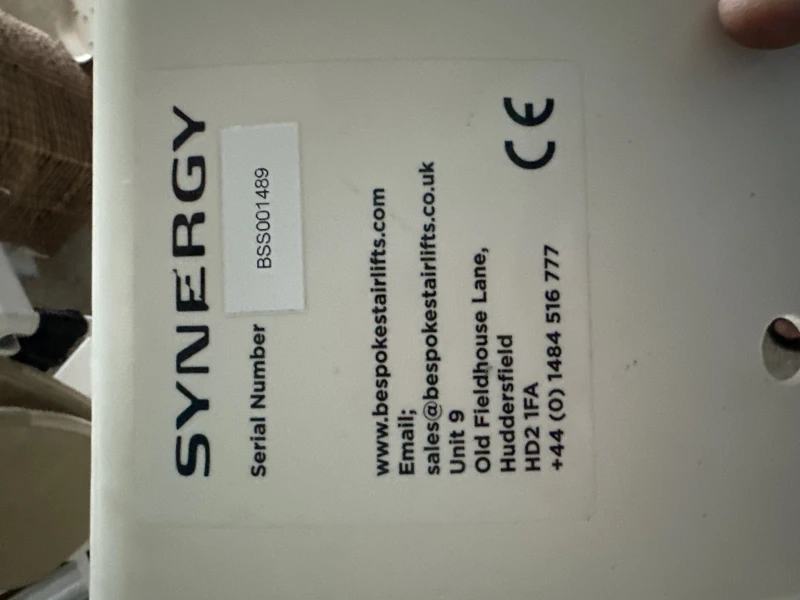 SYNERGY
Serial Number BSS001489
www.bespokestairlifts.com
Email;
sales@bespokestairlifts.co.uk
Unit 9
Old Fieldhouse Lane,
Huddersfield
HD2 1FA
+44 (0) 1484 516 777
CE